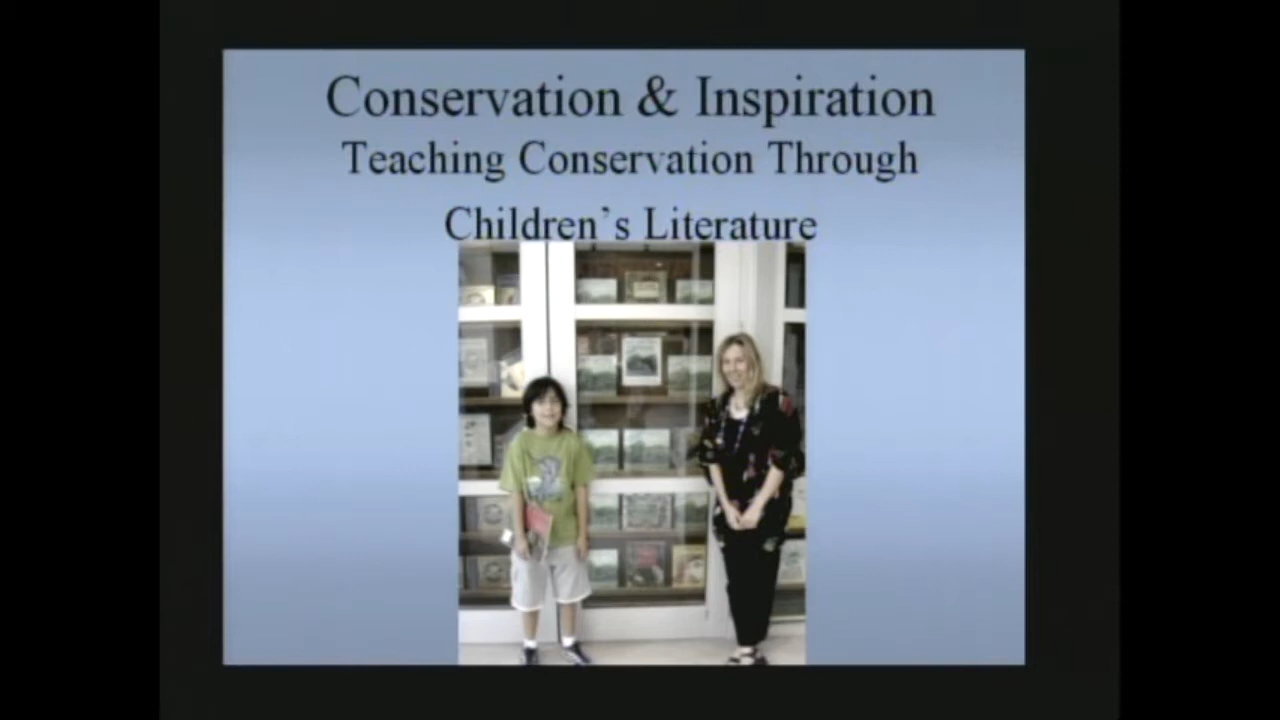 Conservation & Inspiration
Teaching Conservation Through
Children's Literature